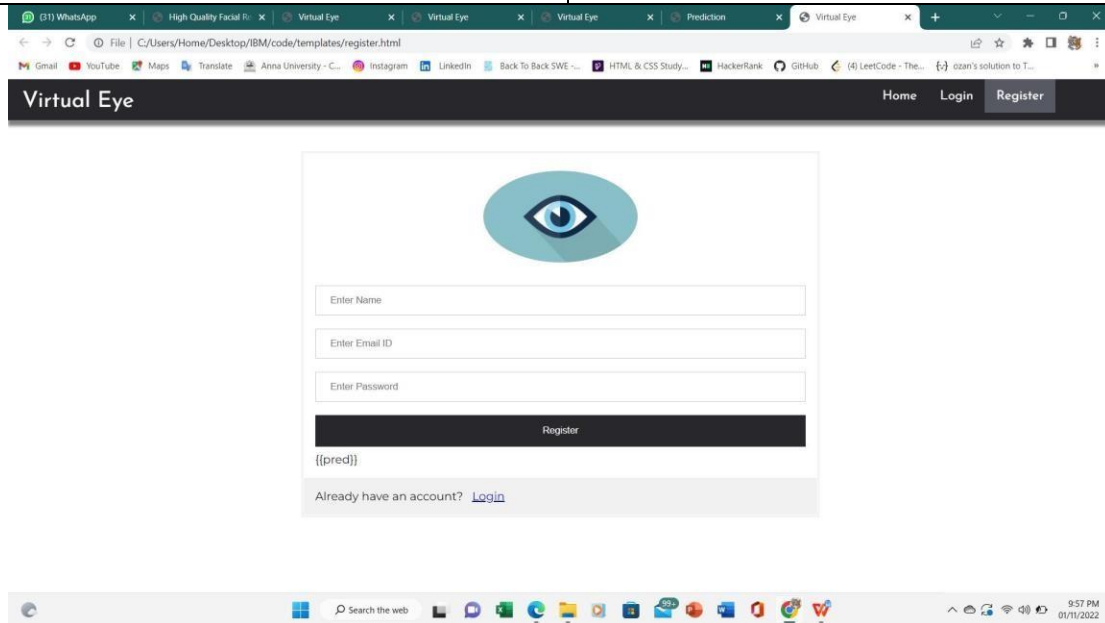 (31) WhatsApp High Quality Facial Re Virtual Eye Virtual Eye Virtual Eye Prediction Virtual Eye
File | C:/Users/Home/Desktop/IBM/code/templates/register.html
Gmail YouTube Maps Translate Anna University - C... Instagram LinkedIn Back To Back SWE -... HTML & CSS Study... HackerRank GitHub (4) LeetCode - The... ozan's solution to T... »
Virtual Eye Home Login Register
Enter Name
Enter Email ID
Enter Password
Register
{{pred}}
Already have an account? Login
Search the web 99+ 9:57 PM
01/11/2022